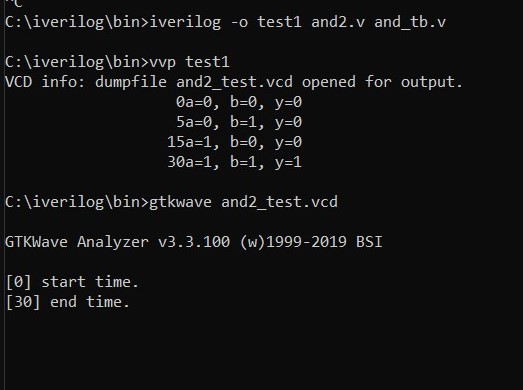 ^C
C:\iverilog\bin>iverilog -o test1 and2.v and_tb.v
C:\iverilog\bin>vvp test1
VCD info: dumpfile and2_test.vcd opened for output.
0a=0, b=0, y=0
5a=0, b=1, y=0
15a=1, b=0, y=0
30a=1, b=1, y=1
C:\iverilog\bin>gtkwave and2_test.vcd
GTKWave Analyzer v3.3.100 (w)1999-2019 BSI
[0] start time.
[30] end time.